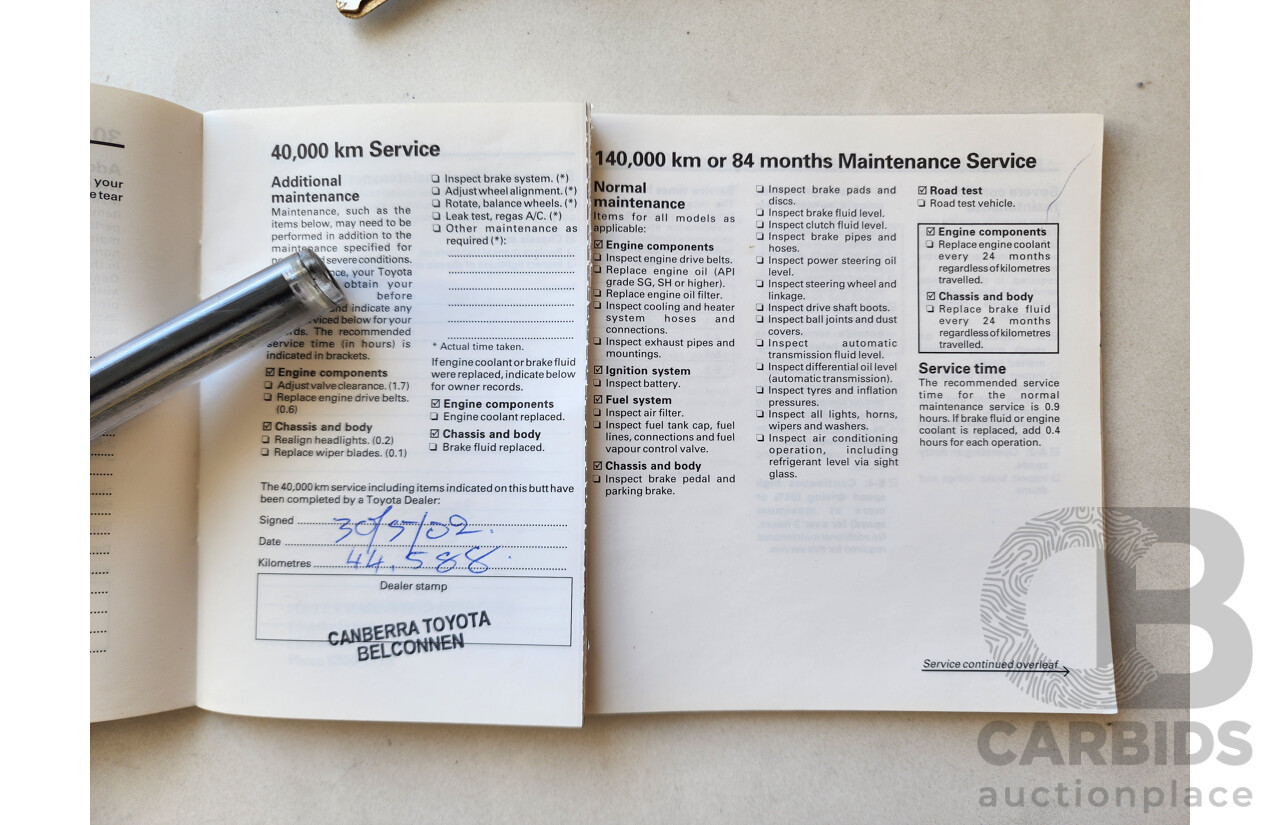 your
e tear
40,000 km Service
Additional
maintenance
Maintenance, such as the
items below, may need to be
performed in addition to the
maintenance specified for
severe conditions.
nce, your Toyota
obtain your
before
and indicate any
viced below for your
rds. The recommended
service time (in hours) is
indicated in brackets.
☑ Engine components
❏ Adjust valve clearance. (1.7)
❏ Replace engine drive belts.
(0.6)
☑ Chassis and body
❏ Realign headlights. (0.2)
❏ Replace wiper blades. (0.1)
❏ Inspect brake system. (*)
❏ Adjust wheel alignment. (*)
❏ Rotate, balance wheels. (*)
❏ Leak test, regas A/C. (*)
❏ Other maintenance as
required (*):
* Actual time taken.
If engine coolant or brake fluid
were replaced, indicate below
for owner records.
☑ Engine components
❏ Engine coolant replaced.
☑ Chassis and body
❏ Brake fluid replaced.
The 40,000 km service including items indicated on this butt have
been completed by a Toyota Dealer:
Signed
Date 30/5/02.
Kilometres 44,588
Dealer stamp
CANBERRA TOYOTA
BELCONNEN
140,000 km or 84 months Maintenance Service
Normal
maintenance
Items for all models as
applicable:
☑ Engine components
❏ Inspect engine drive belts.
❏ Replace engine oil (API
grade SG, SH or higher).
❏ Replace engine oil filter.
❏ Inspect cooling and heater
system hoses and
connections.
❏ Inspect exhaust pipes and
mountings.
☑ Ignition system
❏ Inspect battery.
☑ Fuel system
❏ Inspect air filter.
❏ Inspect fuel tank cap, fuel
lines, connections and fuel
vapour control valve.
☑ Chassis and body
❏ Inspect brake pedal and
parking brake.
❏ Inspect brake pads and
discs.
❏ Inspect brake fluid level.
❏ Inspect clutch fluid level.
❏ Inspect brake pipes and
hoses.
❏ Inspect power steering oil
level.
❏ Inspect steering wheel and
linkage.
❏ Inspect drive shaft boots.
❏ Inspect ball joints and dust
covers.
❏ Inspect automatic
transmission fluid level.
❏ Inspect differential oil level
(automatic transmission).
❏ Inspect tyres and inflation
pressures.
❏ Inspect all lights, horns,
wipers and washers.
❏ Inspect air conditioning
operation, including
refrigerant level via sight
glass.
☑ Road test
❏ Road test vehicle.
☑ Engine components
❏ Replace engine coolant
every 24 months
regardless of kilometres
travelled.
☑ Chassis and body
❏ Replace brake fluid
every 24 months
regardless of kilometres
travelled.
Service time
The recommended service
time for the normal
maintenance service is 0.9
hours. If brake fluid or engine
coolant is replaced, add 0.4
hours for each operation.
Service continued overleaf
CB
CARBIDS
auctionplace